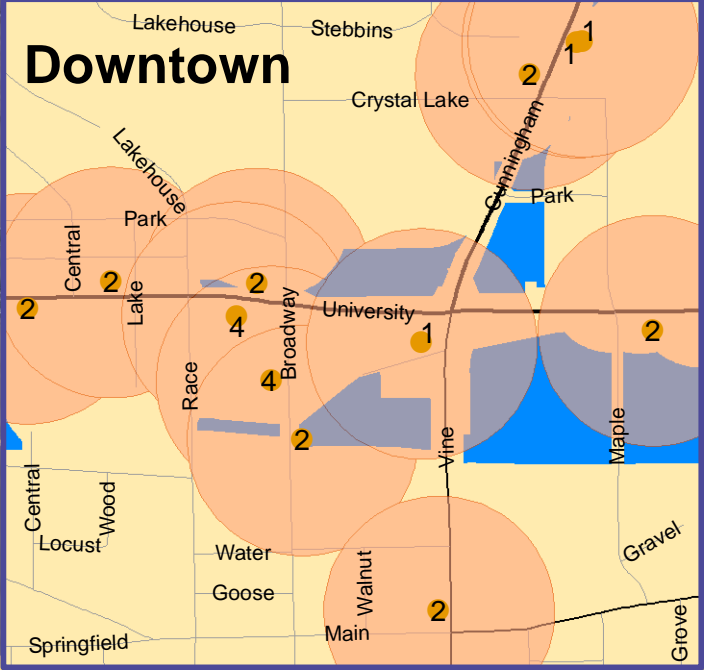 Lakehouse
Stebbins
1
1
Downtown
2
Crystal Lake
Cunningham
Lakehouse
Park
Park
Central
2
2
2
Lake
University
4
1
2
Broadway
Race
4
2
Vine
Maple
Central
Wood
Locust
Water
Gravel
Walnut
Goose
2
Main
Springfield
Grove